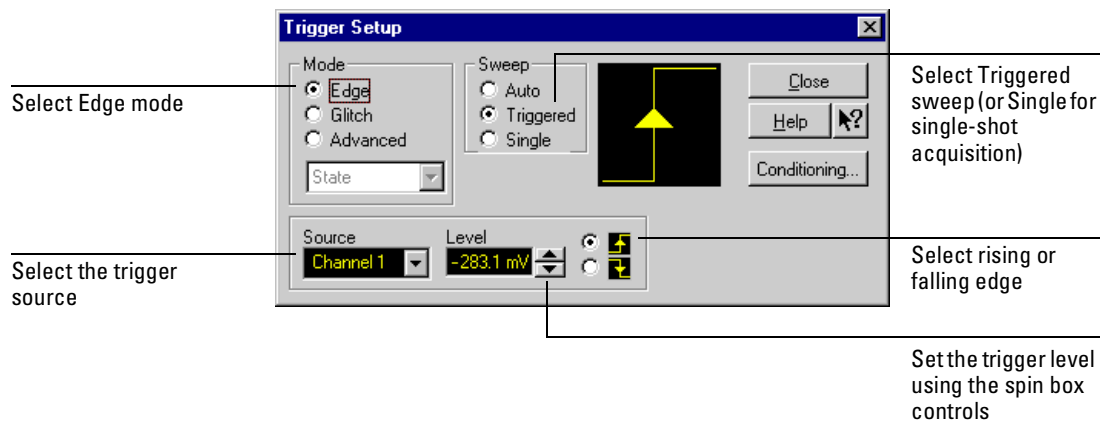 Trigger Setup
Mode
Edge
Glitch
Advanced
State
Sweep
Auto
Triggered
Single
Close
Help
?
Conditioning...
Source
Channel 1
Level
-283.1 mV
Select Edge mode
Select the trigger
source
Select Triggered
sweep (or Single for
single-shot
acquisition)
Select rising or
falling edge
Set the trigger level
using the spin box
controls